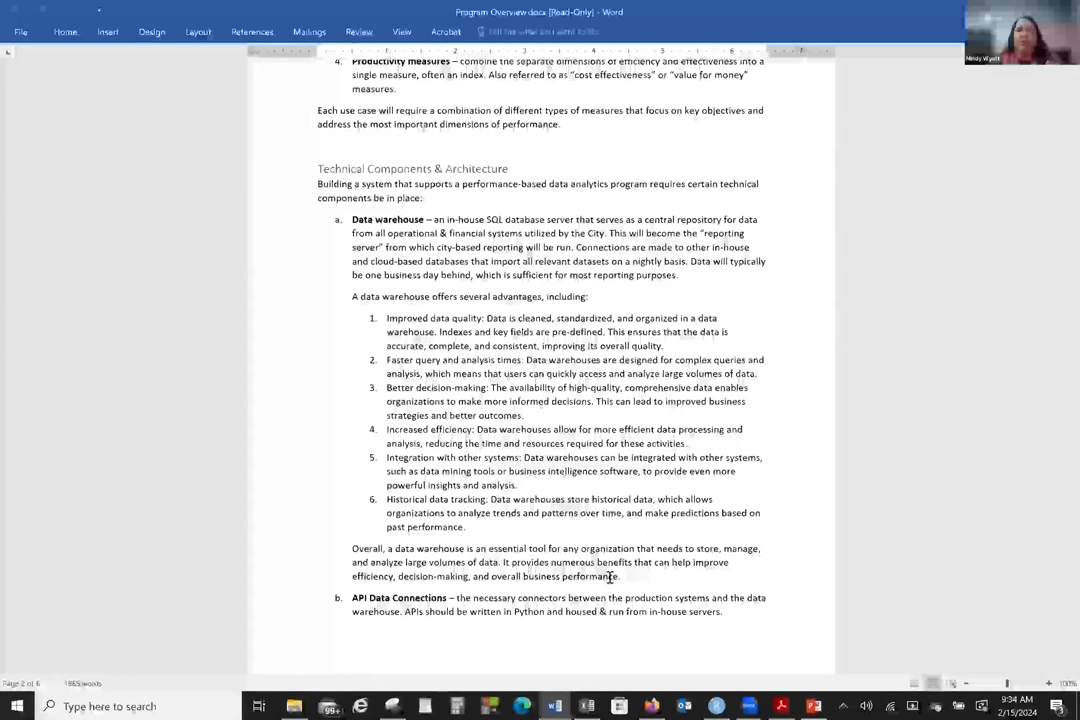 Program Overview.docx [Read-Only] - Word
File Home Insert Design Layout References Mailings Review View Acrobat Tell me what you want to do
Mindy Wyatt
4. Productivity measures – combine the separate dimensions of efficiency and effectiveness into a
single measure, often an index. Also referred to as “cost effectiveness” or “value for money”
measures.
Each use case will require a combination of different types of measures that focus on key objectives and
address the most important dimensions of performance.
Technical Components & Architecture
Building a system that supports a performance-based data analytics program requires certain technical
components be in place:
a. Data warehouse – an in-house SQL database server that serves as a central repository for data
from all operational & financial systems utilized by the City. This will become the “reporting
server” from which city-based reporting will be run. Connections are made to other in-house
and cloud-based databases that import all relevant datasets on a nightly basis. Data will typically
be one business day behind, which is sufficient for most reporting purposes.
A data warehouse offers several advantages, including:
1. Improved data quality: Data is cleaned, standardized, and organized in a data
warehouse. Indexes and key fields are pre-defined. This ensures that the data is
accurate, complete, and consistent, improving its overall quality.
2. Faster query and analysis times: Data warehouses are designed for complex queries and
analysis, which means that users can quickly access and analyze large volumes of data.
3. Better decision-making: The availability of high-quality, comprehensive data enables
organizations to make more informed decisions. This can lead to improved business
strategies and better outcomes.
4. Increased efficiency: Data warehouses allow for more efficient data processing and
analysis, reducing the time and resources required for these activities.
5. Integration with other systems: Data warehouses can be integrated with other systems,
such as data mining tools or business intelligence software, to provide even more
powerful insights and analysis.
6. Historical data tracking: Data warehouses store historical data, which allows
organizations to analyze trends and patterns over time, and make predictions based on
past performance.
Overall, a data warehouse is an essential tool for any organization that needs to store, manage,
and analyze large volumes of data. It provides numerous benefits that can help improve
efficiency, decision-making, and overall business performance.
b. API Data Connections – the necessary connectors between the production systems and the data
warehouse. APIs should be written in Python and housed & run from in-house servers.
Page 2 of 6 1865 words 100%
Type here to search 99+ 9:34 AM
2/15/2024